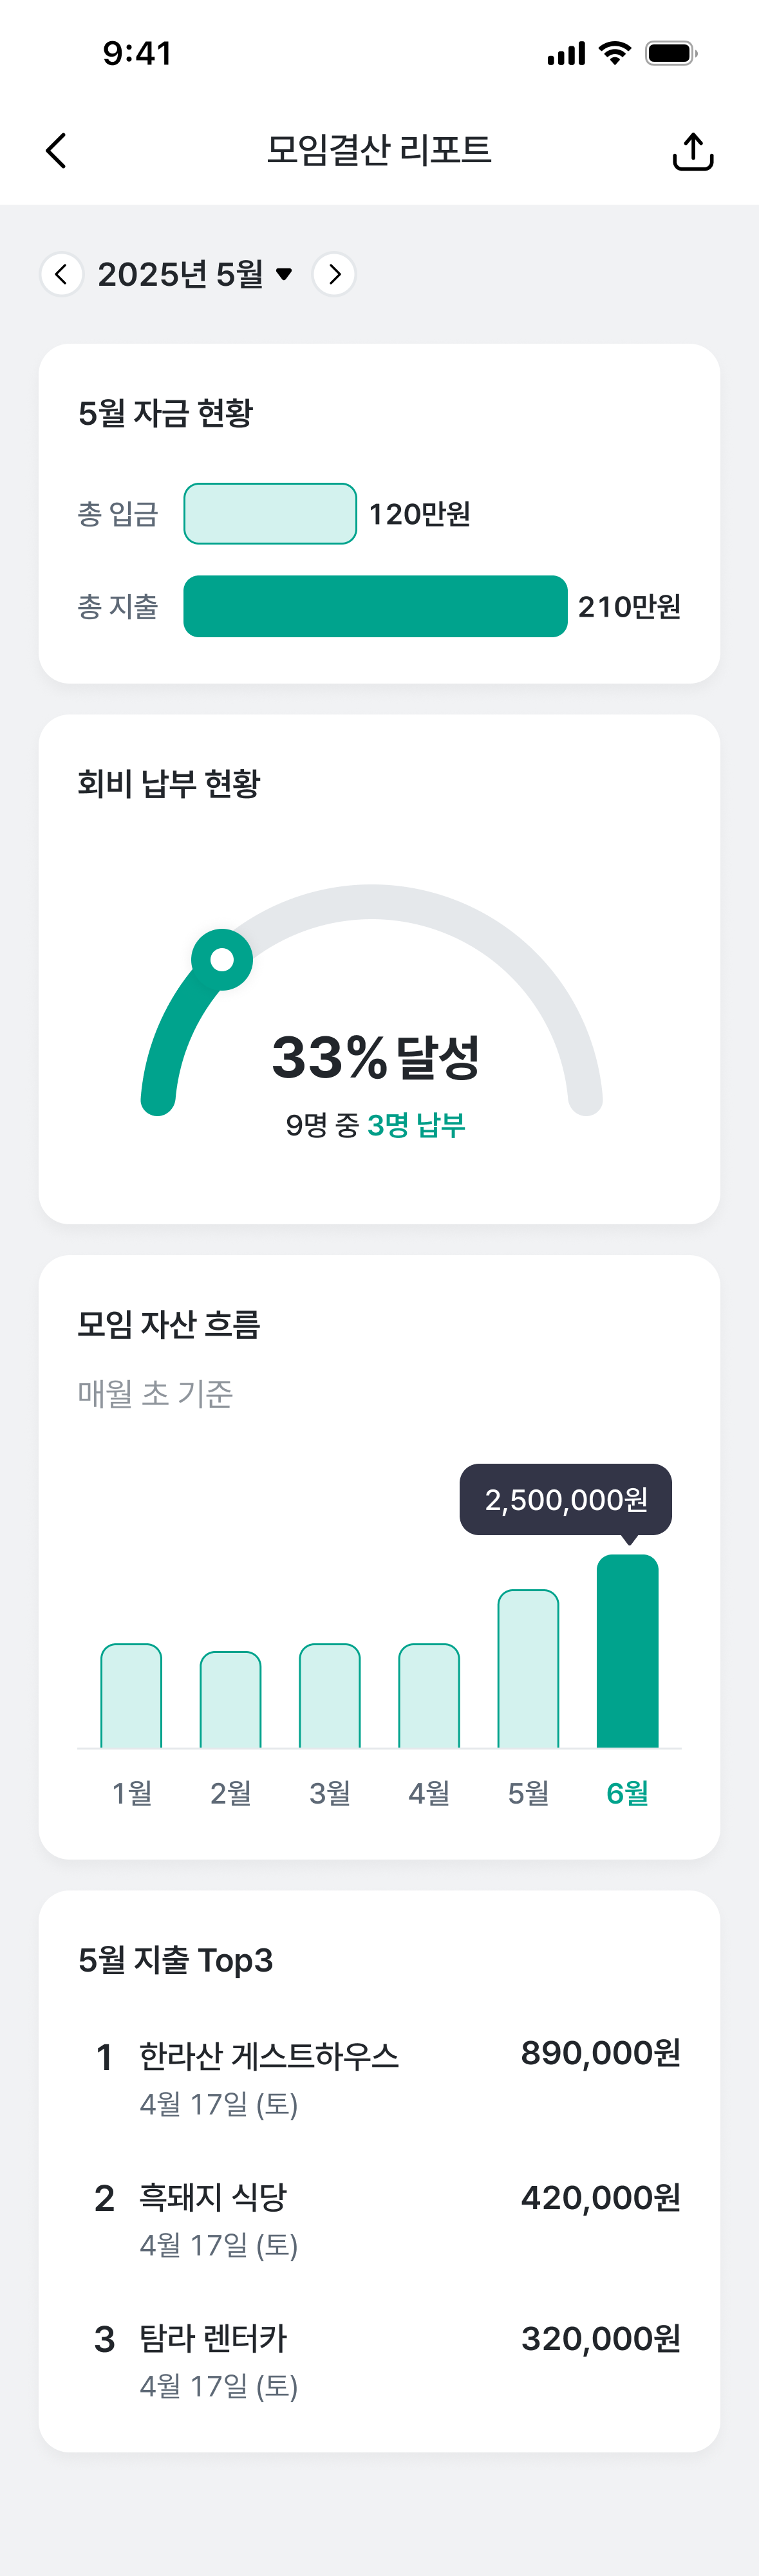 9:41
모임결산 리포트
2025년 5월
5월 자금 현황
총 입금 120만원
총 지출 210만원
회비 납부 현황
33% 달성
9명 중 3명 납부
모임 자산 흐름
매월 초 기준
2,500,000원
1월 2월 3월 4월 5월 6월
5월 지출 Top3
1 한라산 게스트하우스 890,000원
4월 17일 (토)
2 흑돼지 식당 420,000원
4월 17일 (토)
3 탐라 렌터카 320,000원
4월 17일 (토)